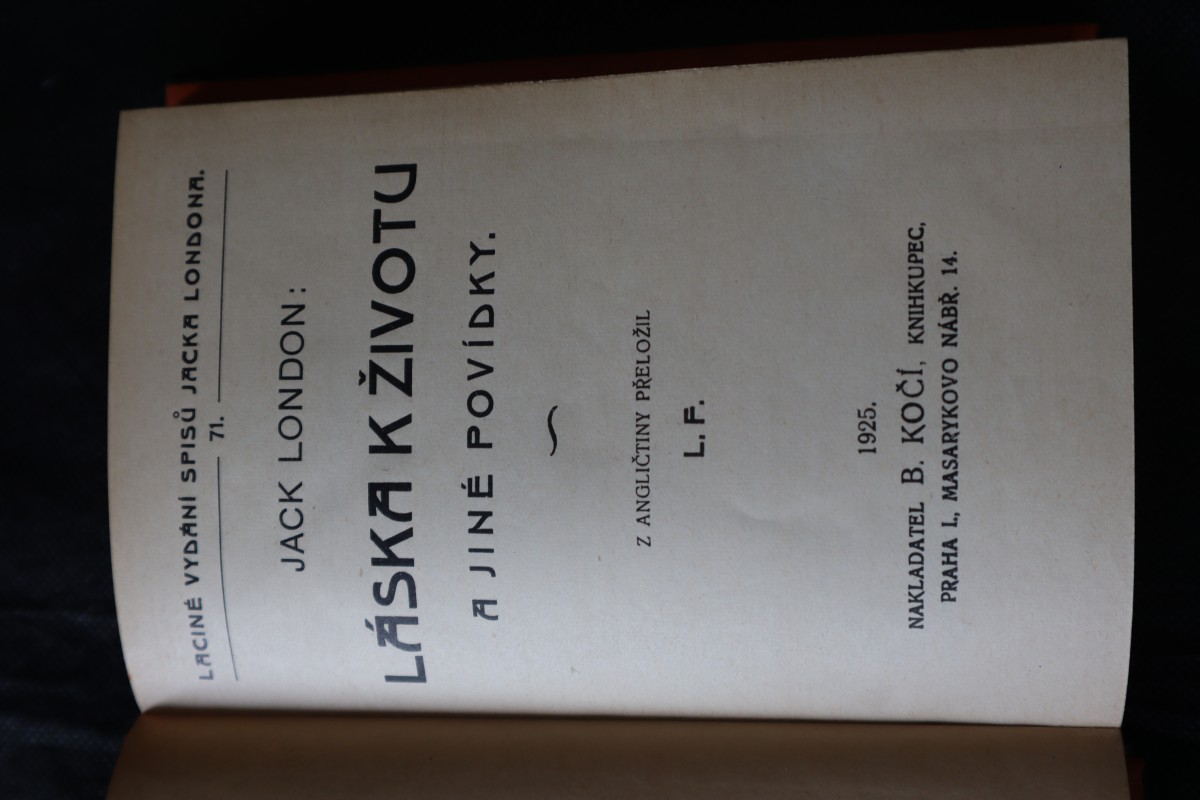 LACINÉ VYDÁNÍ SPISŮ JACKA LONDONA.
71.
JACK LONDON:
LÁSKA K ŽIVOTU
A JINÉ POVÍDKY.
Z ANGLIČTINY PŘELOŽIL
L. F.
1925.
NAKLADATEL B. KOČÍ, KNIHKUPEC,
PRAHA I., MASARYKOVO NÁBŘ. 14.